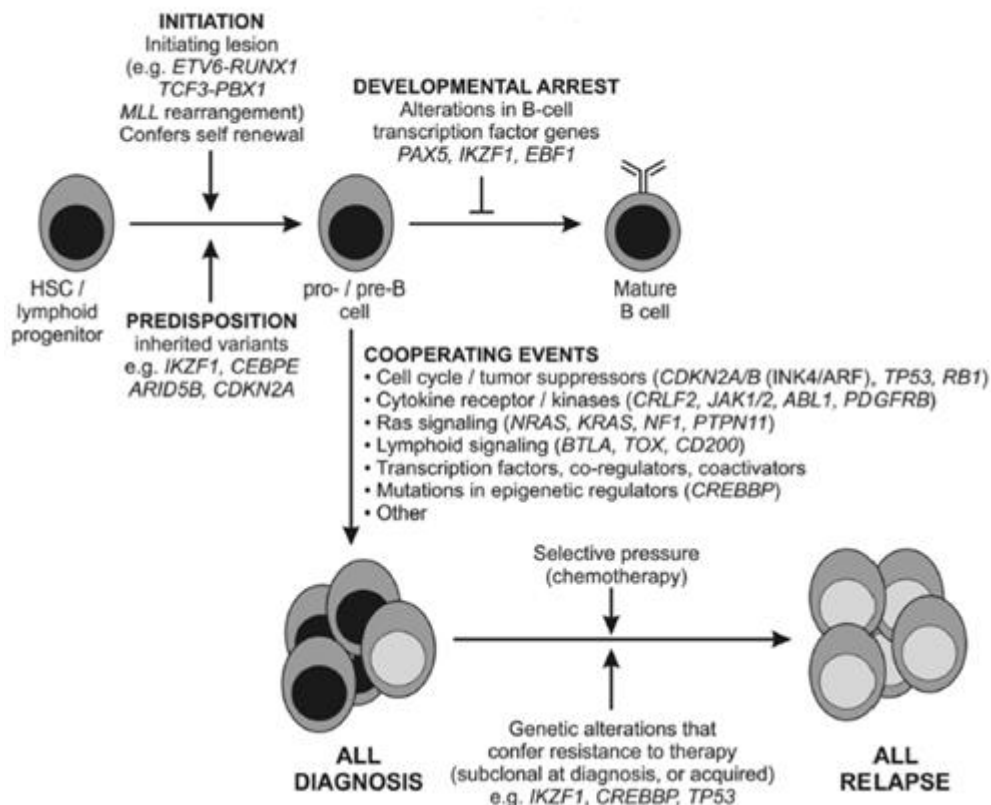 INITIATION
Initiating lesion
(e.g. ETV6-RUNX1
TCF3-PBX1
MLL rearrangement)
Confers self renewal
DEVELOPMENTAL ARREST
Alterations in B-cell
transcription factor genes
PAX5, IKZF1, EBF1
HSC /
lymphoid
progenitor
pro- / pre-B
cell
Mature
B cell
PREDISPOSITION
inherited variants
e.g. IKZF1, CEBPE
ARID5B, CDKN2A
COOPERATING EVENTS
• Cell cycle / tumor suppressors (CDKN2A/B (INK4/ARF), TP53, RB1)
• Cytokine receptor / kinases (CRLF2, JAK1/2, ABL1, PDGFRB)
• Ras signaling (NRAS, KRAS, NF1, PTPN11)
• Lymphoid signaling (BTLA, TOX, CD200)
• Transcription factors, co-regulators, coactivators
• Mutations in epigenetic regulators (CREBBP)
• Other
Selective pressure
(chemotherapy)
ALL
DIAGNOSIS
Genetic alterations that
confer resistance to therapy
(subclonal at diagnosis, or acquired)
e.g. IKZF1, CREBBP, TP53
ALL
RELAPSE